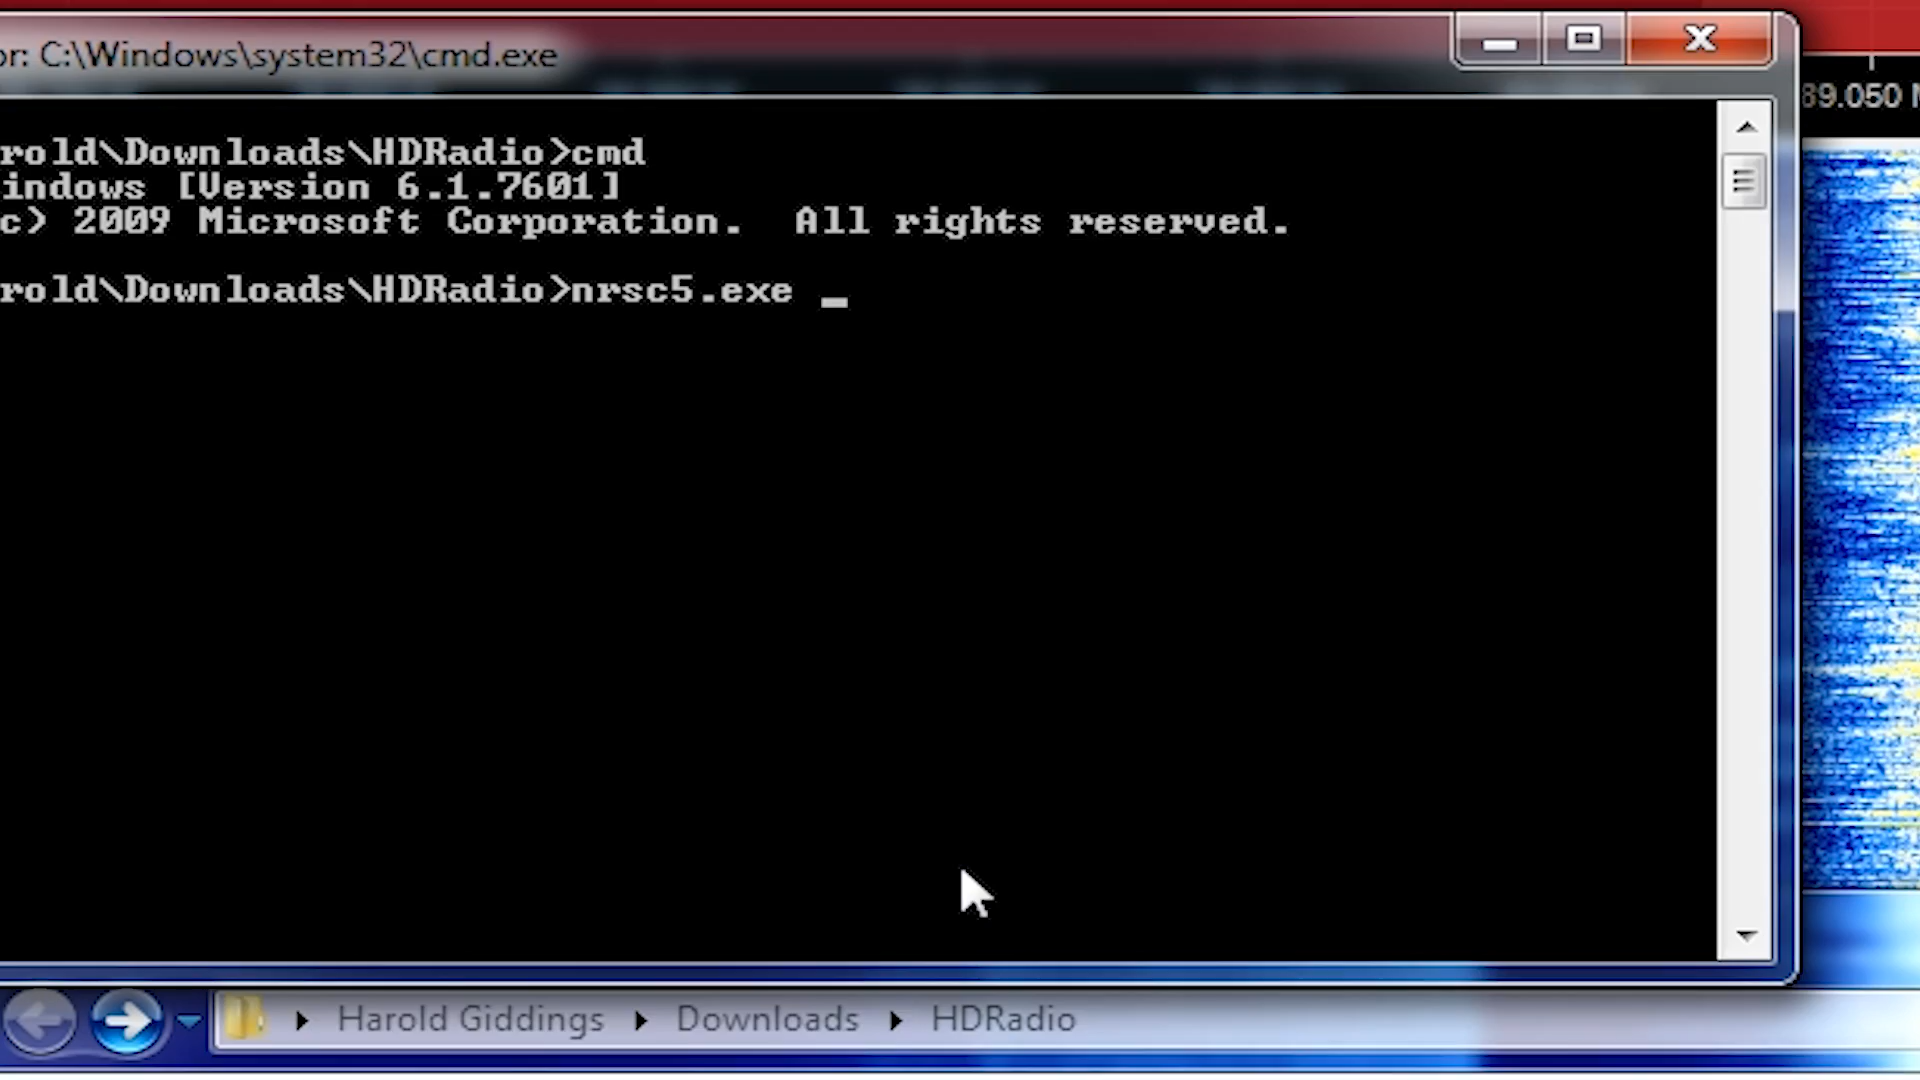 or: C:\Windows\system32\cmd.exe
89.050 M
rold\Downloads\HDRadio>cmd
indows [Version 6.1.7601]
c) 2009 Microsoft Corporation.  All rights reserved.
rold\Downloads\HDRadio>nrsc5.exe _
Harold Giddings ▸ Downloads ▸ HDRadio